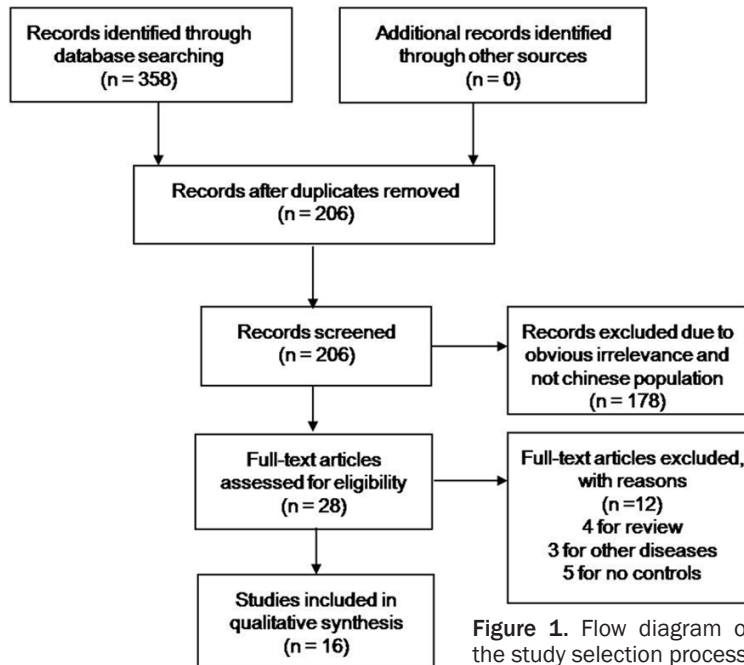 Records identified through
database searching
(n = 358)
Additional records identified
through other sources
(n = 0)
Records after duplicates removed
(n = 206)
Records screened
(n = 206)
Records excluded due to
obvious irrelevance and
not chinese population
(n = 178)
Full-text articles
assessed for eligibility
(n = 28)
Full-text articles excluded,
with reasons
(n =12)
4 for review
3 for other diseases
5 for no controls
Studies included in
qualitative synthesis
(n = 16)
Figure 1. Flow diagram o
the study selection process